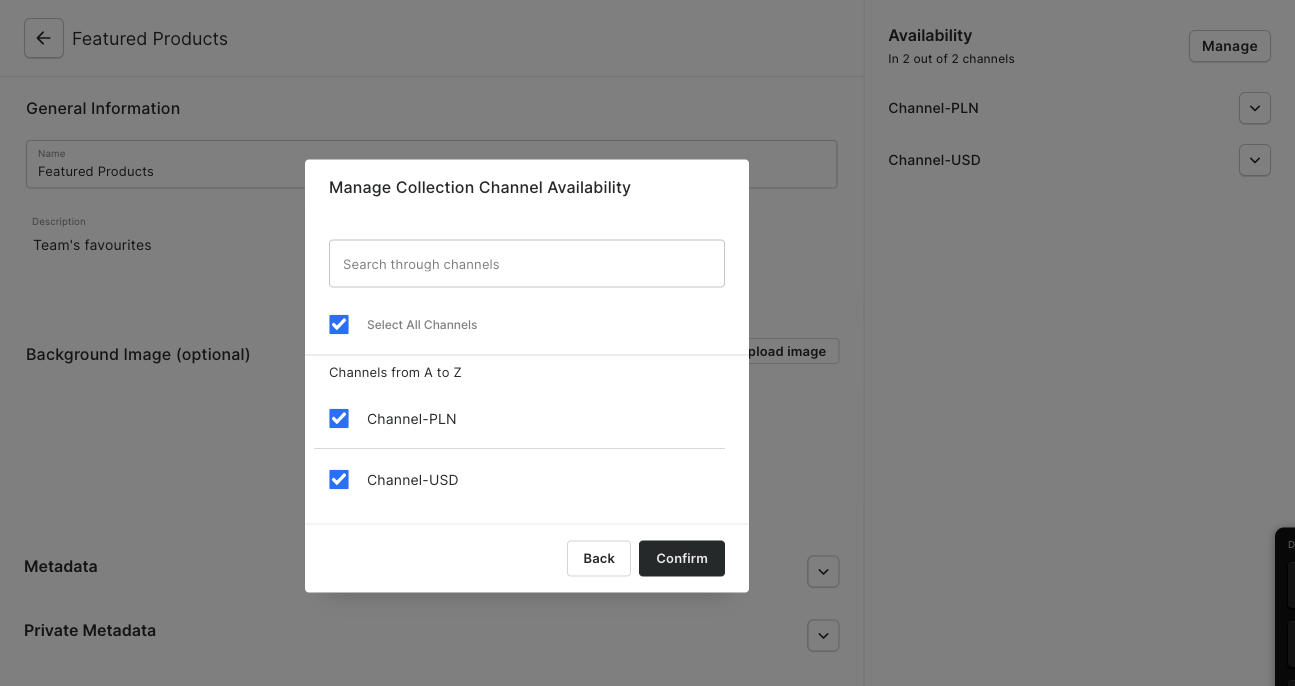 Featured Products
General Information
Name
Featured Products
Description
Team's favourites
Background Image (optional)
pload image
Metadata
Private Metadata
Availability
In 2 out of 2 channels
Manage
Channel-PLN
Channel-USD
Manage Collection Channel Availability
Search through channels
Select All Channels
Channels from A to Z
Channel-PLN
Channel-USD
Back
Confirm